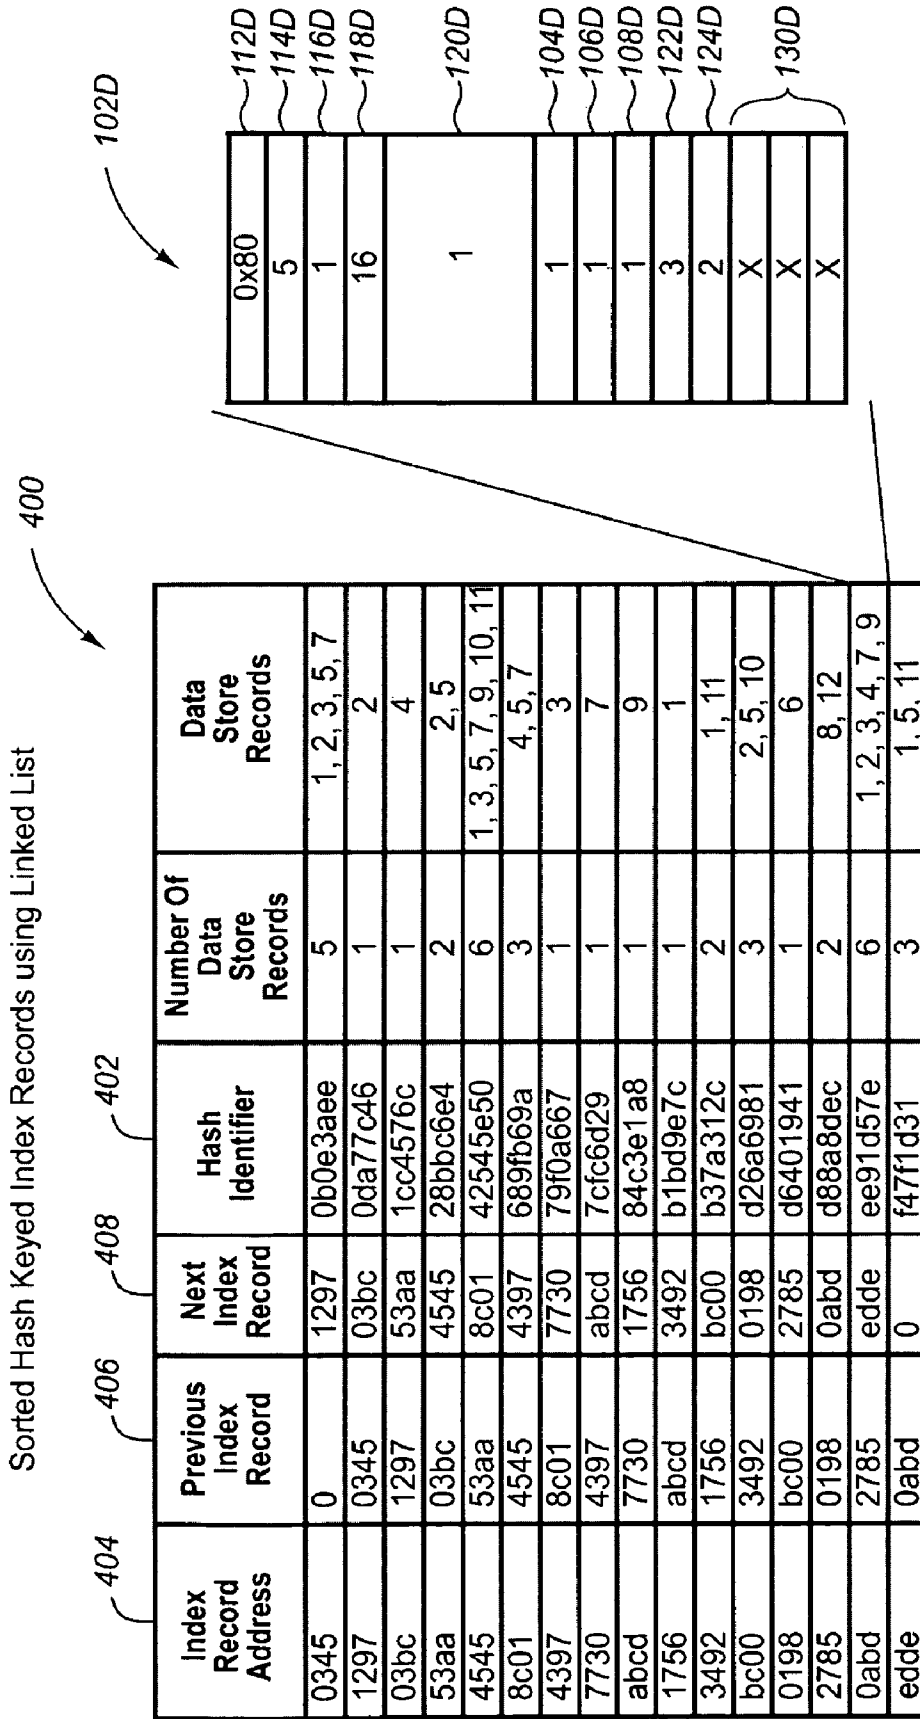 Sorted Hash Keyed Index Records using Linked List
400
102D
404
406
408
402
Index Record Address | Previous Index Record | Next Index Record | Hash Identifier | Number Of Data Store Records | Data Store Records
0345 | 0 | 1297 | 0b0e3aee | 5 | 1, 2, 3, 5, 7
1297 | 0345 | 03bc | 0da77c46 | 1 | 2
03bc | 1297 | 53aa | 1cc4576c | 1 | 4
53aa | 03bc | 4545 | 28bbc6e4 | 2 | 2, 5
4545 | 53aa | 8c01 | 42545e50 | 6 | 1, 3, 5, 7, 9, 10, 11
8c01 | 4545 | 4397 | 689fb69a | 3 | 4, 5, 7
4397 | 8c01 | 7730 | 79f0a667 | 1 | 3
7730 | 4397 | abcd | 7cfc6d29 | 1 | 7
abcd | 7730 | 1756 | 84c3e1a8 | 1 | 9
1756 | abcd | 3492 | b1bd9e7c | 1 | 1
3492 | 1756 | bc00 | b37a312c | 2 | 1, 11
bc00 | 3492 | 0198 | d26a6981 | 3 | 2, 5, 10
0198 | bc00 | 2785 | d6401941 | 1 | 6
2785 | 0198 | 0abd | d88a8dec | 2 | 8, 12
0abd | 2785 | edde | ee91d57e | 6 | 1, 2, 3, 4, 7, 9
edde | 0abd | 0 | f47f1d31 | 3 | 1, 5, 11
0x80 112D
5 114D
1 116D
16 118D
1 120D
1 104D
1 106D
1 108D
3 122D
2 124D
X
X 130D
X